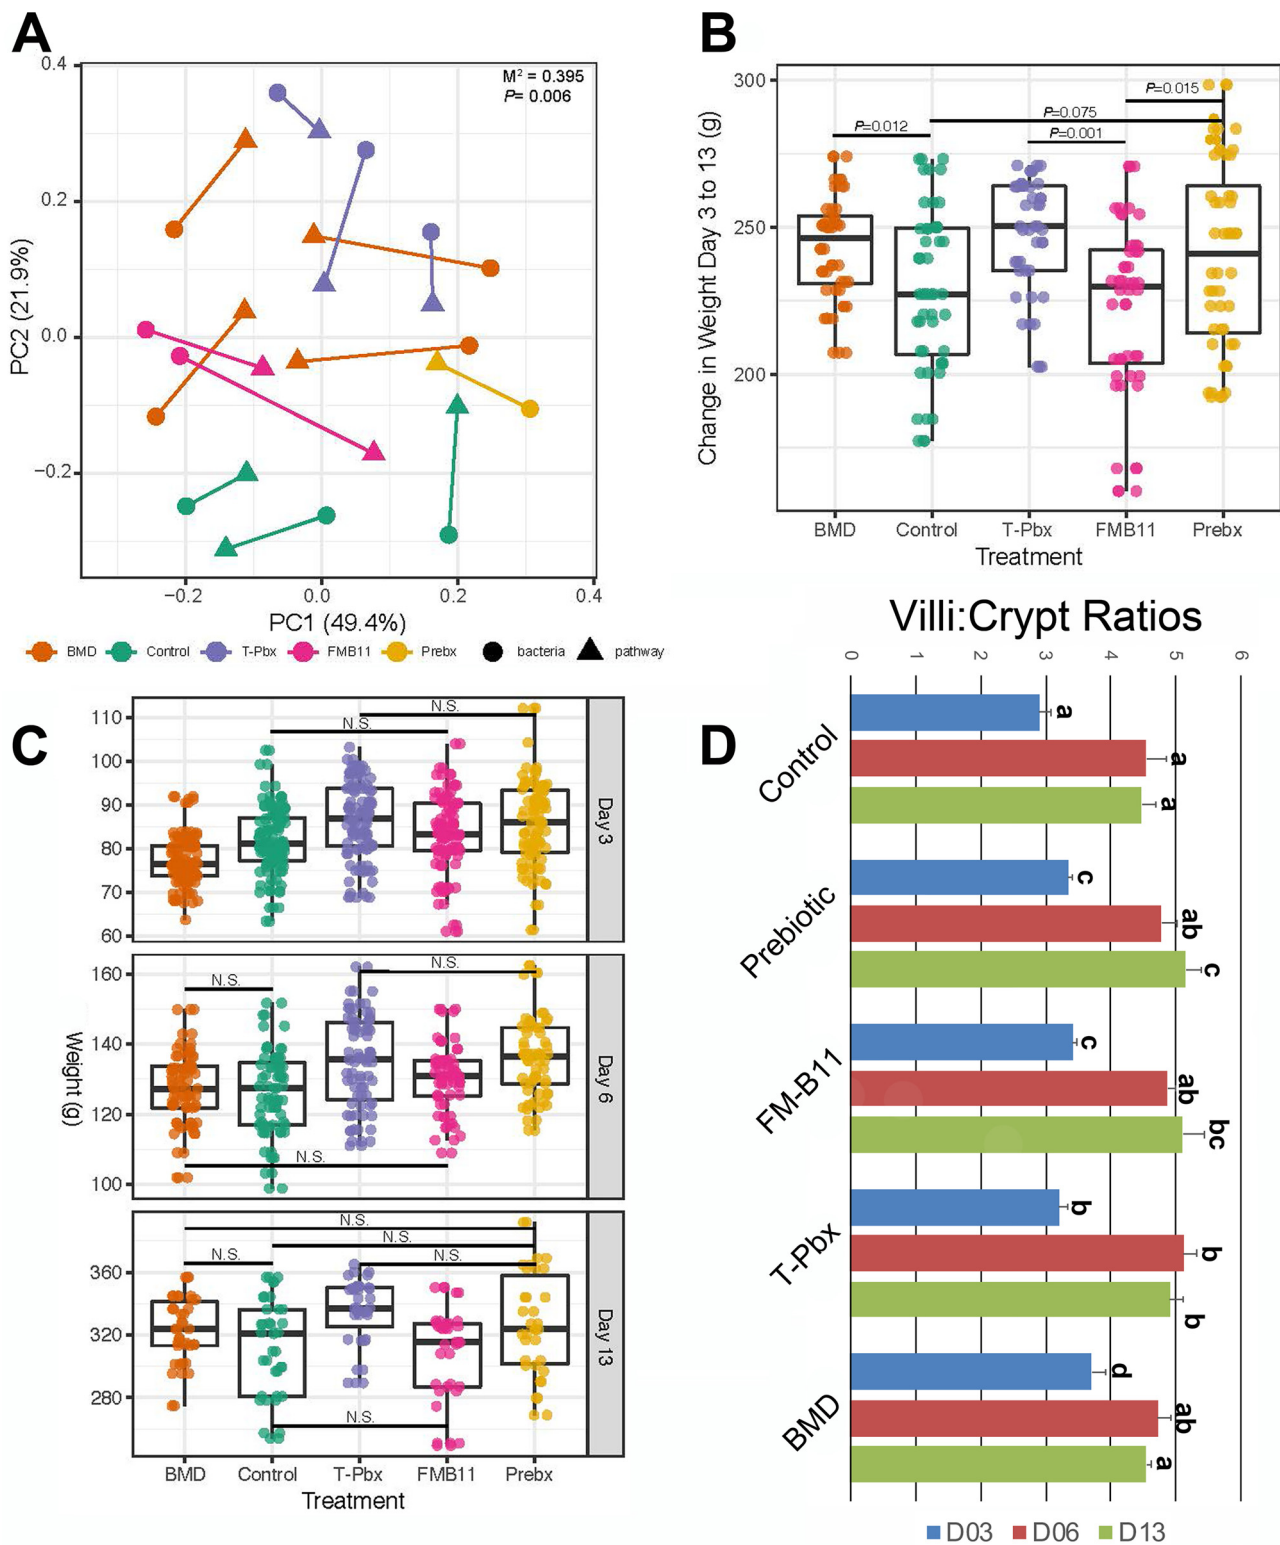 A
0.4
0.2
0.0
−0.2
PC2 (21.9%)
M² = 0.395
P= 0.006
−0.2
0.0
0.2
0.4
PC1 (49.4%)
BMD
Control
T-Pbx
FMB11
Prebx
bacteria
pathway
B
300
250
200
Change in Weight Day 3 to 13 (g)
P=0.015
P=0.075
P=0.012
P=0.001
BMD
Control
T-Pbx
FMB11
Prebx
Treatment
C
Weight (g)
110
100
90
80
70
60
N.S.
N.S.
Day 3
160
140
120
100
N.S.
N.S.
N.S.
Day 6
360
320
280
N.S.
N.S.
N.S.
N.S.
N.S.
Day 13
BMD
Control
T-Pbx
FMB11
Prebx
Treatment
D
Villi:Crypt Ratios
0
1
2
3
4
5
6
Control
a
a
a
Prebiotic
c
ab
c
FM-B11
c
ab
bc
T-Pbx
b
b
b
BMD
d
ab
a
D03
D06
D13